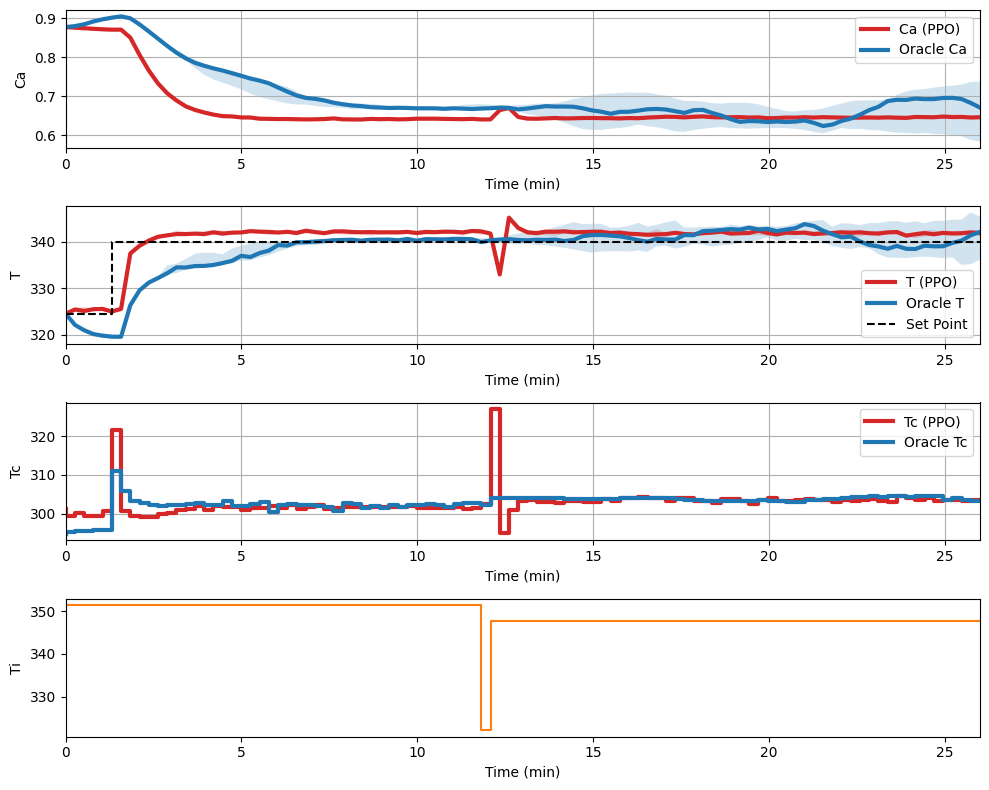 0.9
0.8
0.7
0.6
Ca
Ca (PPO)
Oracle Ca
0 5 10 15 20 25
Time (min)
340
330
320
T
T (PPO)
Oracle T
Set Point
0 5 10 15 20 25
Time (min)
320
310
300
Tc
Tc (PPO)
Oracle Tc
0 5 10 15 20 25
Time (min)
350
340
330
Ti
0 5 10 15 20 25
Time (min)